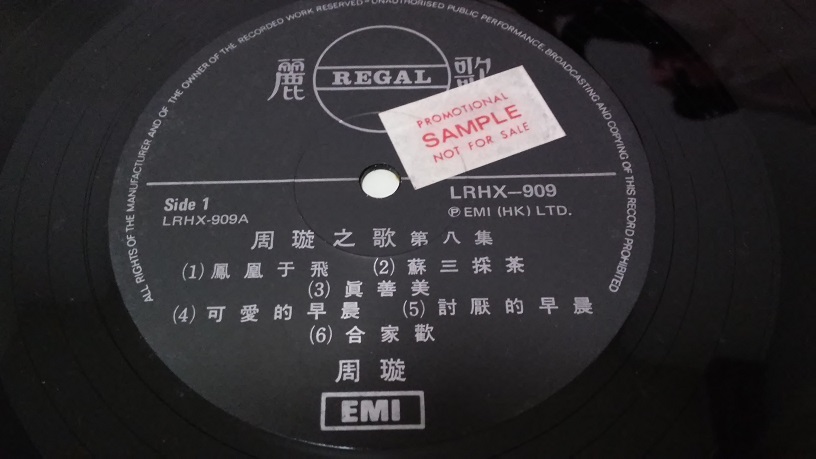 ALL RIGHTS OF THE MANUFACTURER AND OF THE OWNER OF THE RECORDED WORK RESERVED – UNAUTHORISED PUBLIC PERFORMANCE, BROADCASTING AND COPYING OF THIS RECORD PROHIBITED
麗 REGAL 歌
PROMOTIONAL
SAMPLE
NOT FOR SALE
Side 1
LRHX-909A
LRHX–909
℗ EMI (HK) LTD.
周璇之歌第八集
(1) 鳳凰于飛 (2) 蘇三採茶
(3) 眞善美
(4) 可愛的早晨 (5) 討厭的早晨
(6) 合家歡
周璇
EMI